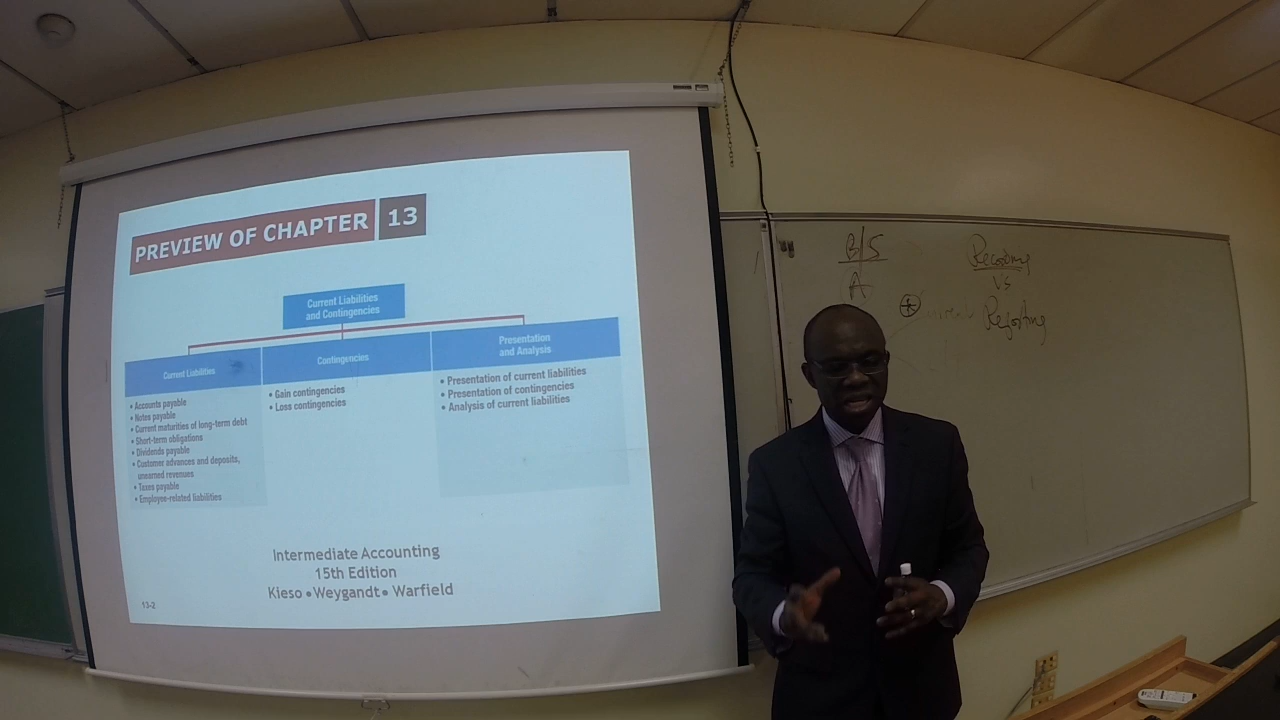 PREVIEW OF CHAPTER 13
Current Liabilities
and Contingencies
Current Liabilities
• Accounts payable
• Notes payable
• Current maturities of long-term debt
• Short-term obligations
• Dividends payable
• Customer advances and deposits,
unearned revenues
• Taxes payable
• Employee-related liabilities
Contingencies
• Gain contingencies
• Loss contingencies
Presentation
and Analysis
• Presentation of current liabilities
• Presentation of contingencies
• Analysis of current liabilities
Intermediate Accounting
15th Edition
Kieso • Weygandt • Warfield
13-2
B/S
A
Current
Recording
Vs
Reporting